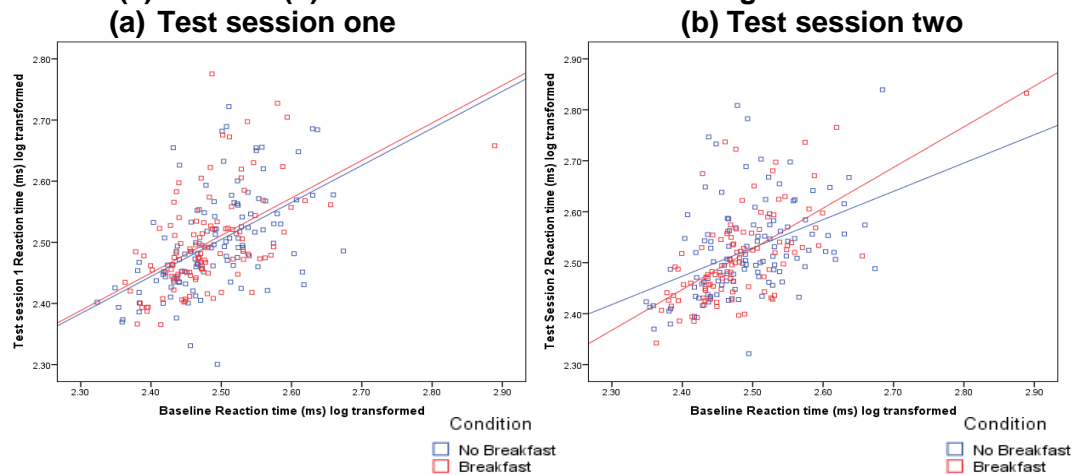 (a) Test session one
(b) Test session two
2.80
2.70
2.60
2.50
2.40
2.30
Test session 1 Reaction time (ms) log transformed
2.30 2.40 2.50 2.60 2.70 2.80 2.90
Baseline Reaction time (ms) log transformed
Condition
No Breakfast
Breakfast
2.90
2.80
2.70
2.60
2.50
2.40
2.30
Test Session 2 Reaction time (ms) log transformed
2.30 2.40 2.50 2.60 2.70 2.80 2.90
Baseline Reaction time (ms) log transformed
Condition
No Breakfast
Breakfast